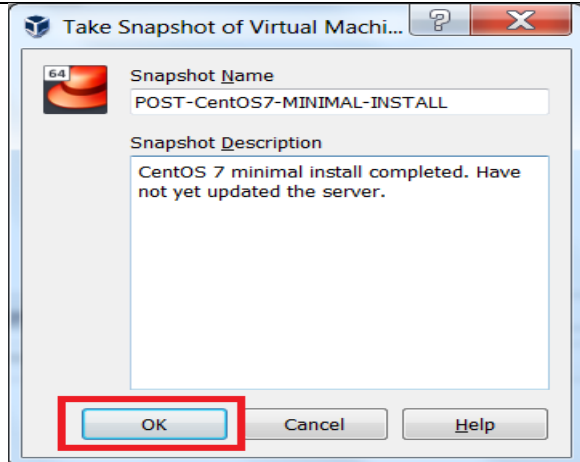 Take Snapshot of Virtual Machi...
64
Snapshot Name
POST-CentOS7-MINIMAL-INSTALL
Snapshot Description
CentOS 7 minimal install completed. Have
not yet updated the server.
OK Cancel Help